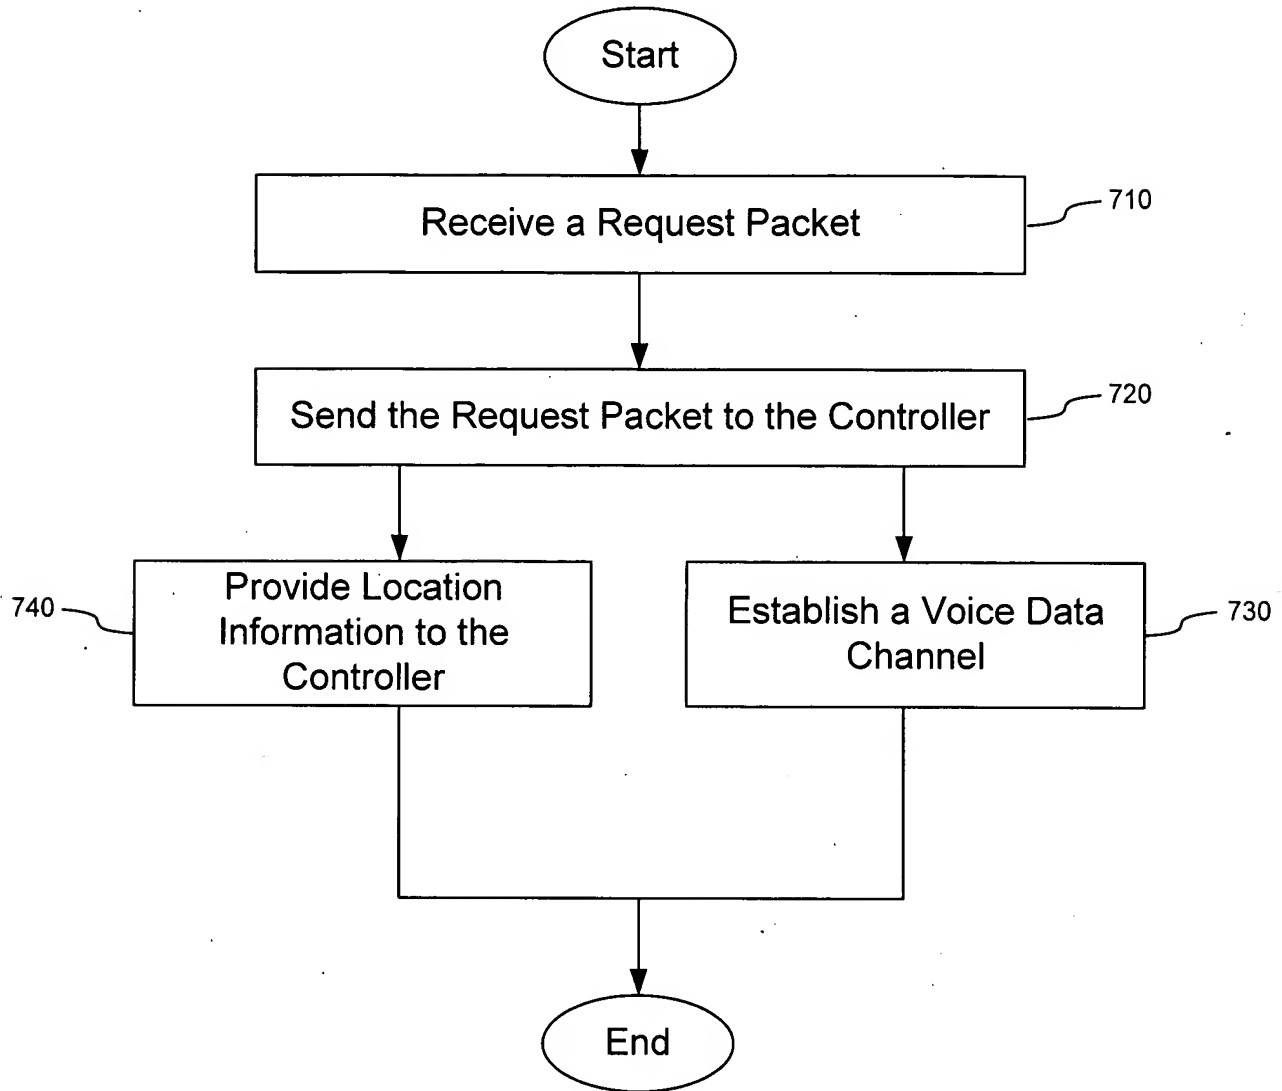 Start
Receive a Request Packet
710
Send the Request Packet to the Controller
720
740
Provide Location
Information to the
Controller
Establish a Voice Data
Channel
730
End